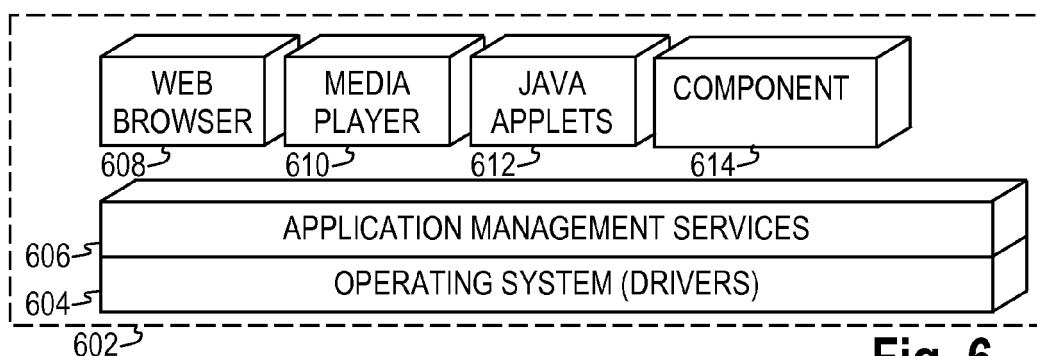 WEB
BROWSER
MEDIA
PLAYER
JAVA
APPLETS
COMPONENT
608
610
612
614
APPLICATION MANAGEMENT SERVICES
606
OPERATING SYSTEM (DRIVERS)
604
602
Fig. 6